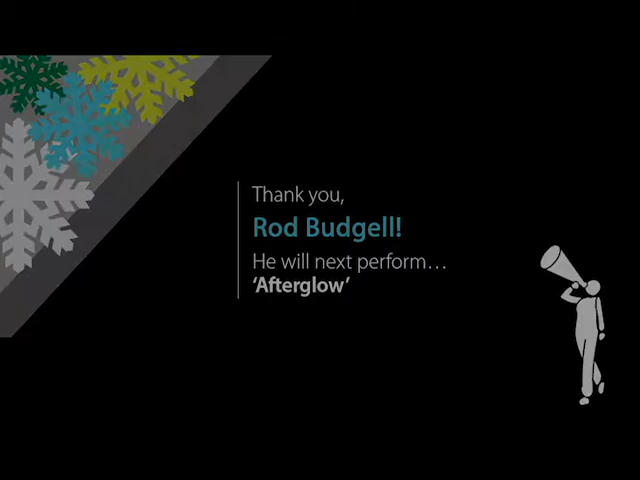 Thank you,
Rod Budgell!
He will next perform…
‘Afterglow’